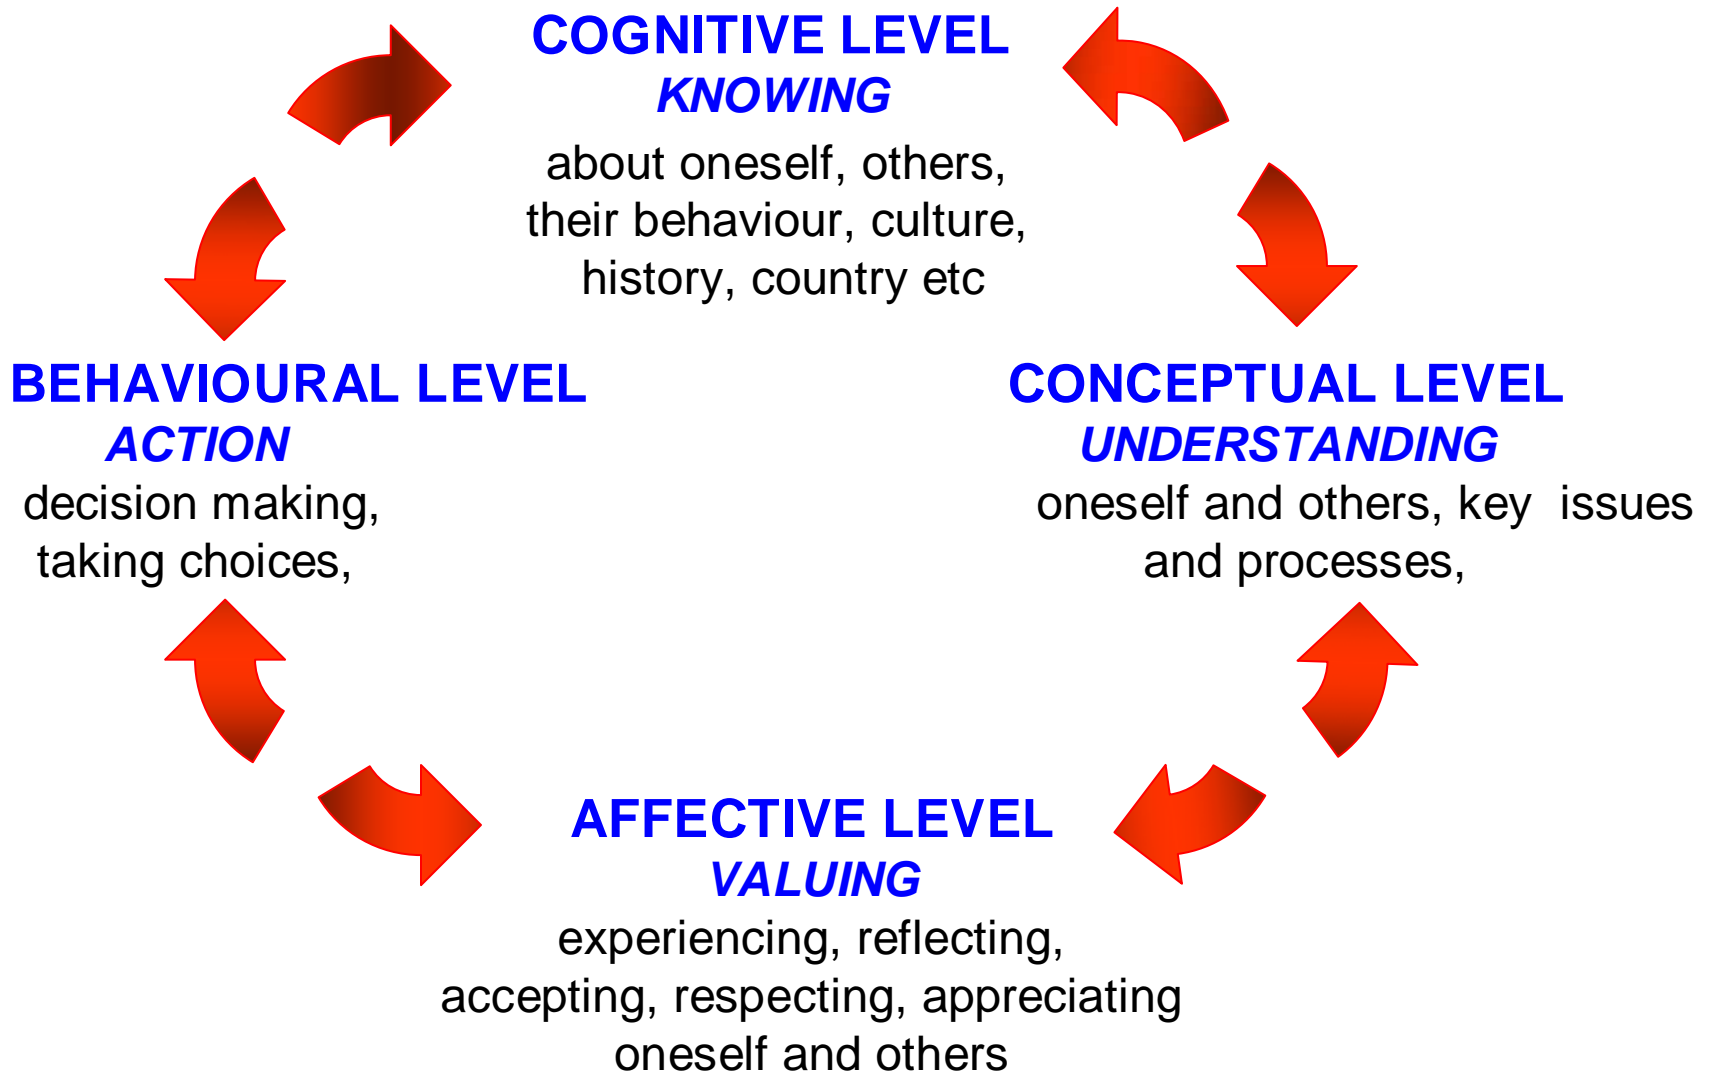 COGNITIVE LEVEL
KNOWING
about oneself, others,
their behaviour, culture,
history, country etc
BEHAVIOURAL LEVEL
ACTION
decision making,
taking choices,
CONCEPTUAL LEVEL
UNDERSTANDING
oneself and others, key  issues
and processes,
AFFECTIVE LEVEL
VALUING
experiencing, reflecting,
accepting, respecting, appreciating
oneself and others